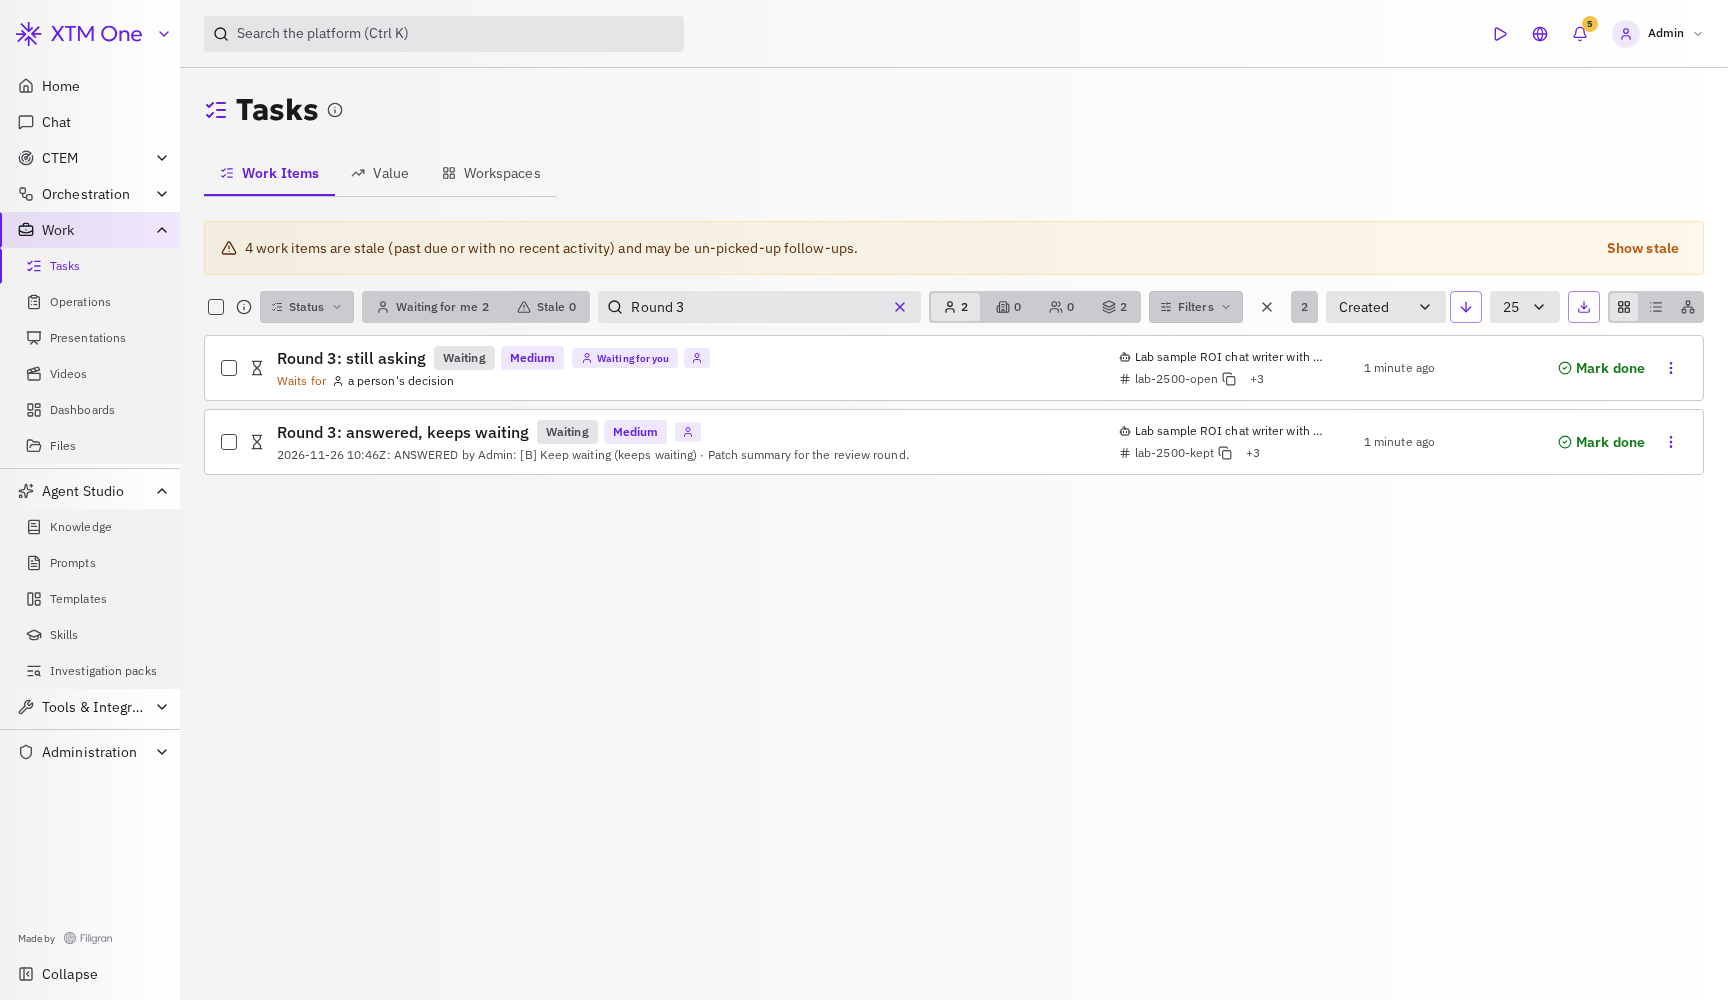 XTM One
Search the platform (Ctrl K)
5
Admin
Home
Chat
CTEM
Orchestration
Work
Tasks
Operations
Presentations
Videos
Dashboards
Files
Agent Studio
Knowledge
Prompts
Templates
Skills
Investigation packs
Tools & Integr...
Administration
Made by Filigran
Collapse
Tasks
Work Items Value Workspaces
4 work items are stale (past due or with no recent activity) and may be un-picked-up follow-ups. Show stale
Status Waiting for me 2 Stale 0 Round 3 2 0 0 2 Filters 2 Created 25
Round 3: still asking Waiting Medium Waiting for you
Waits for a person's decision
Lab sample ROI chat writer with ...
lab-2500-open +3
1 minute ago
Mark done
Round 3: answered, keeps waiting Waiting Medium
2026-11-26 10:46Z: ANSWERED by Admin: [B] Keep waiting (keeps waiting) · Patch summary for the review round.
Lab sample ROI chat writer with ...
lab-2500-kept +3
1 minute ago
Mark done